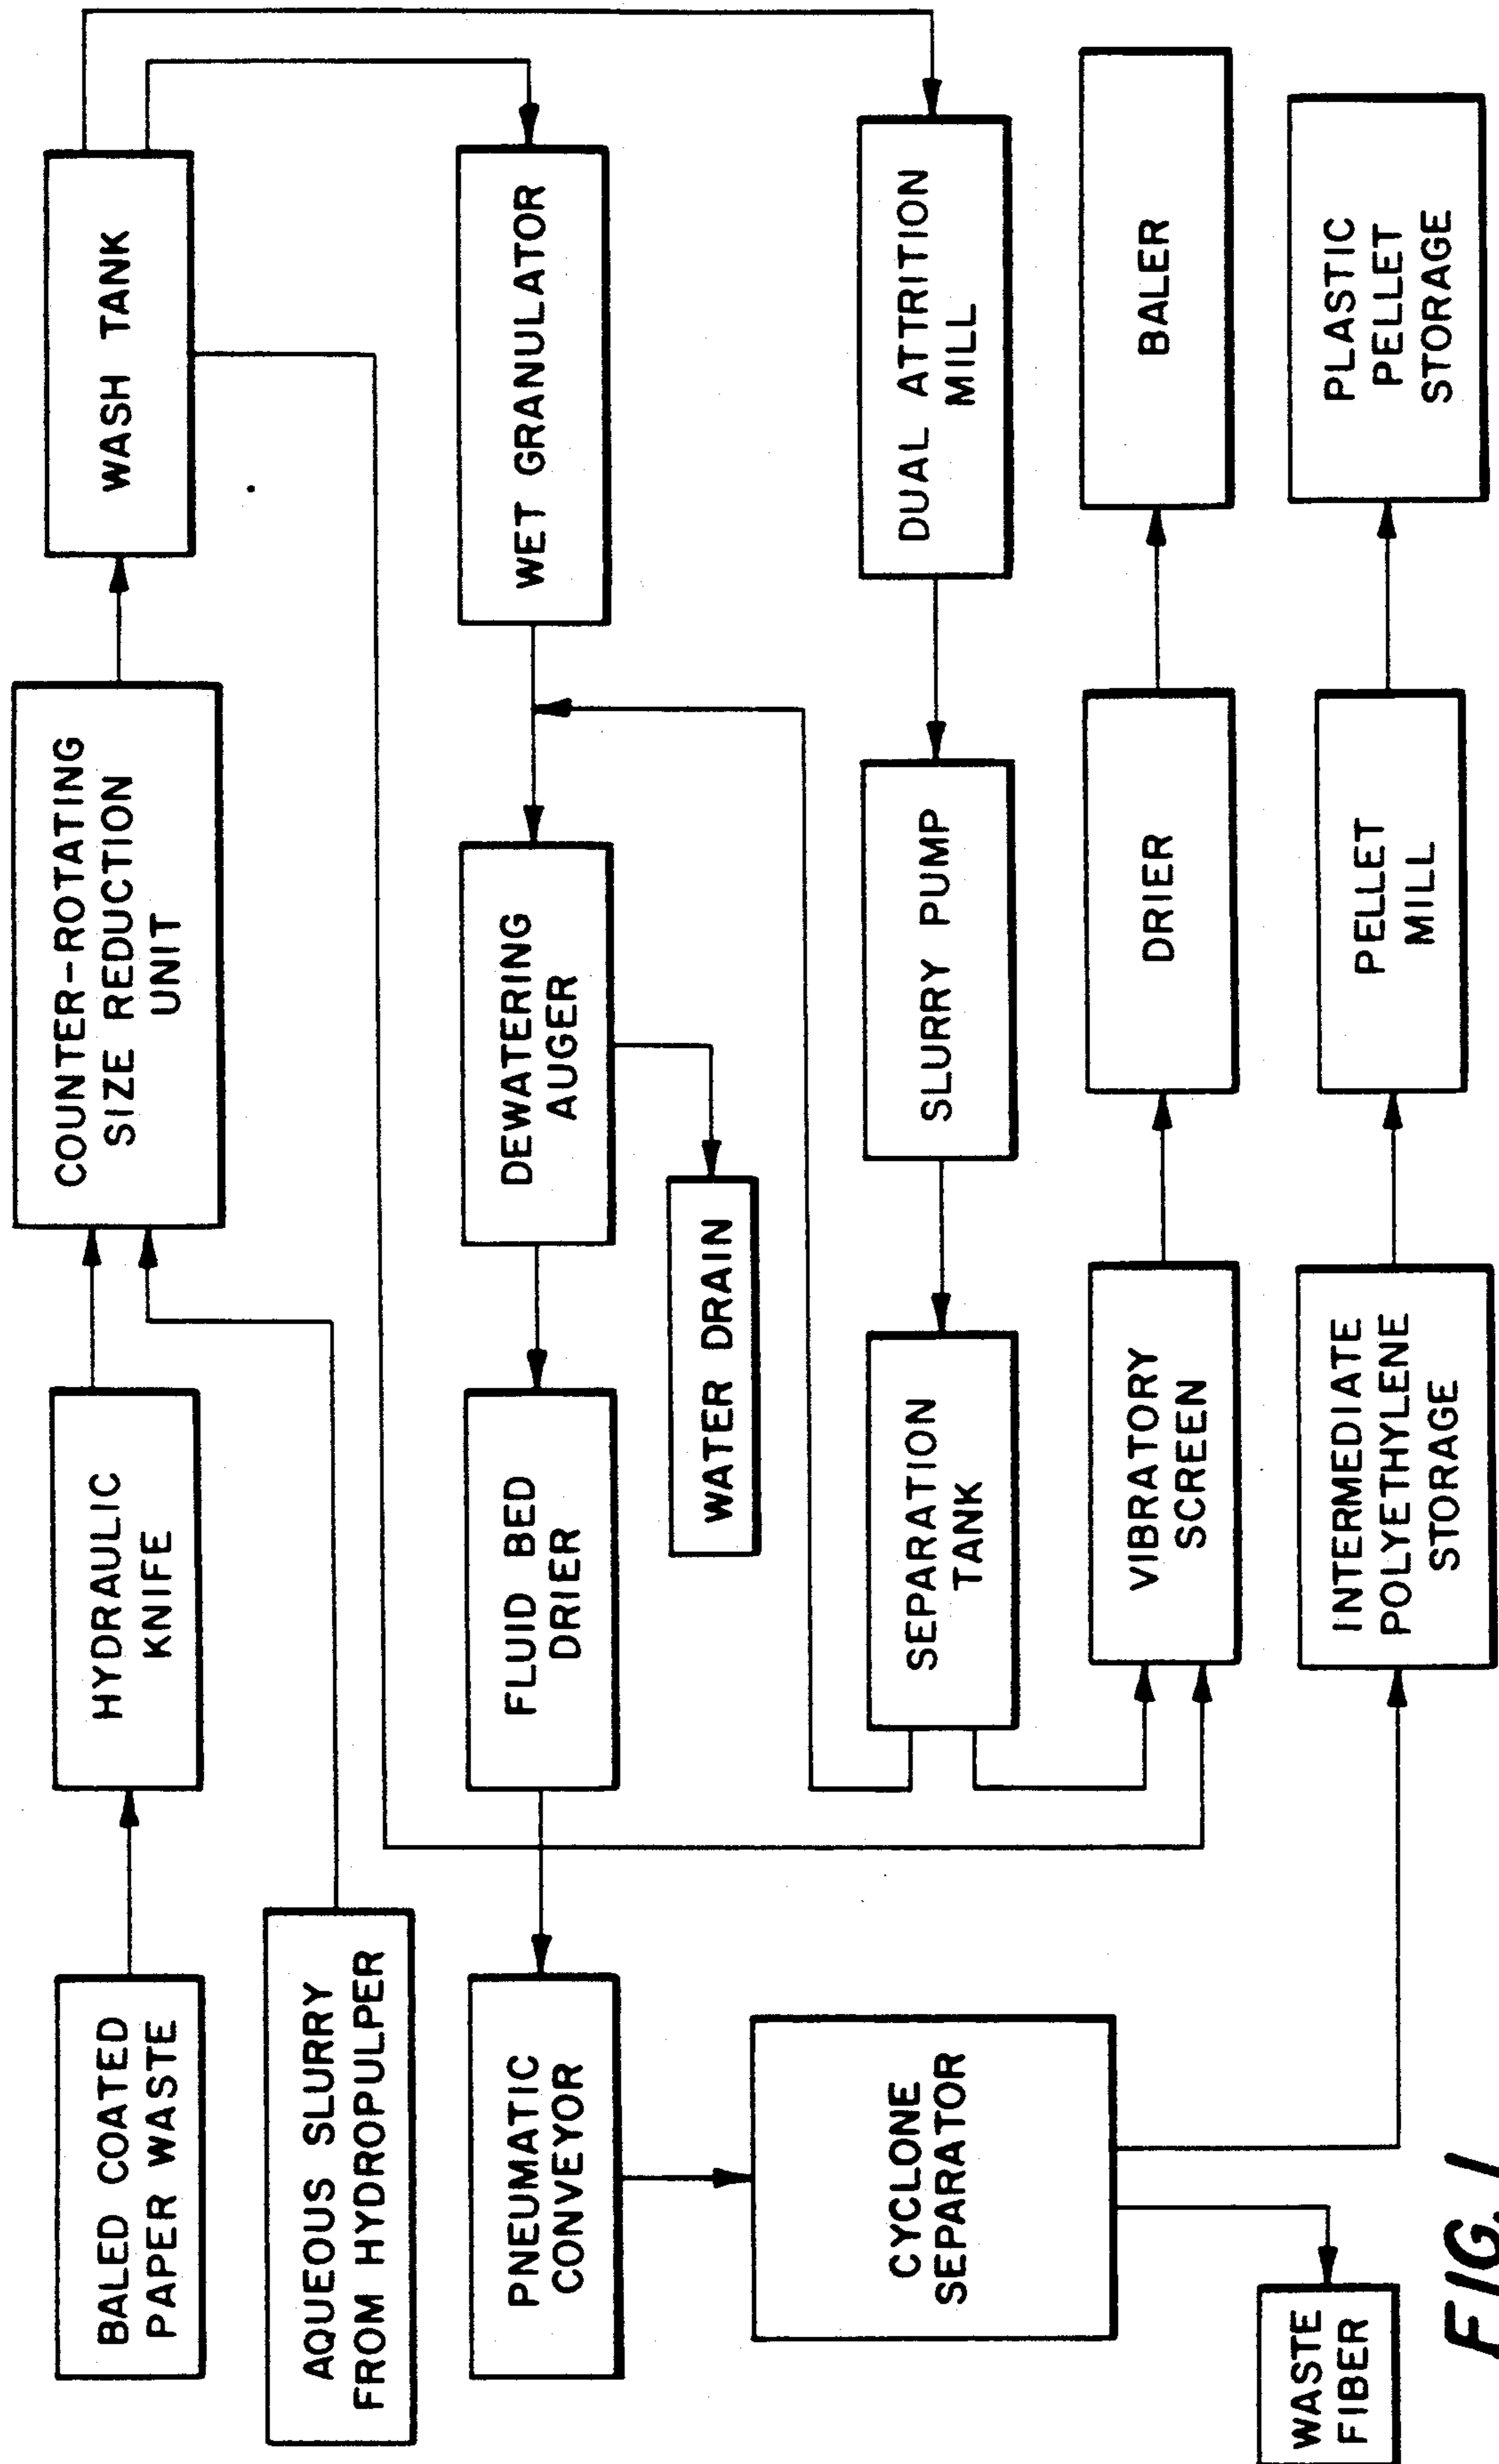 BALED COATED
PAPER WASTE
HYDRAULIC
KNIFE
COUNTER-ROTATING
SIZE REDUCTION
UNIT
WASH TANK
AQUEOUS SLURRY
FROM HYDROPULPER
PNEUMATIC
CONVEYOR
FLUID BED
DRIER
DEWATERING
AUGER
WET GRANULATOR
WATER DRAIN
CYCLONE
SEPARATOR
SEPARATION
TANK
SLURRY PUMP
DUAL ATTRITION
MILL
VIBRATORY
SCREEN
DRIER
BALER
WASTE
FIBER
INTERMEDIATE
POLYETHYLENE
STORAGE
PELLET
MILL
PLASTIC
PELLET
STORAGE
FIG. 1